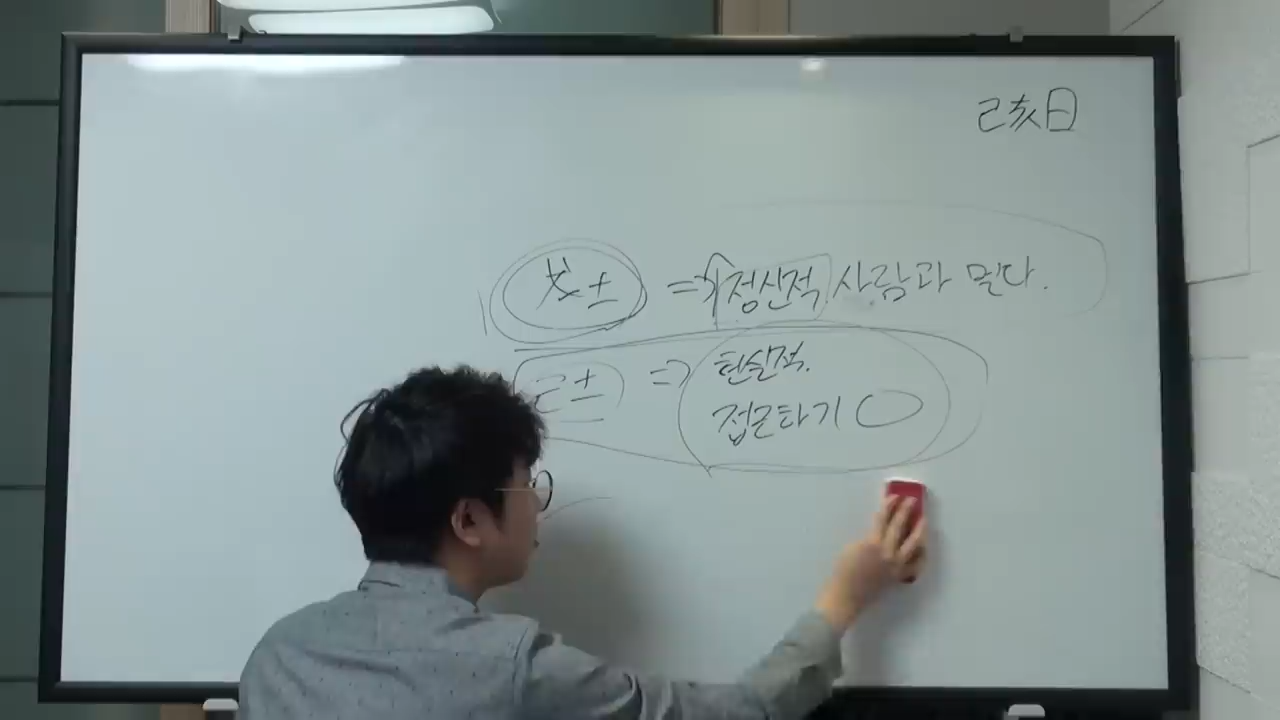 己亥日
戊土 => 정신적 사람과 멀다.
己土 => 현실적.
접근하기 ○